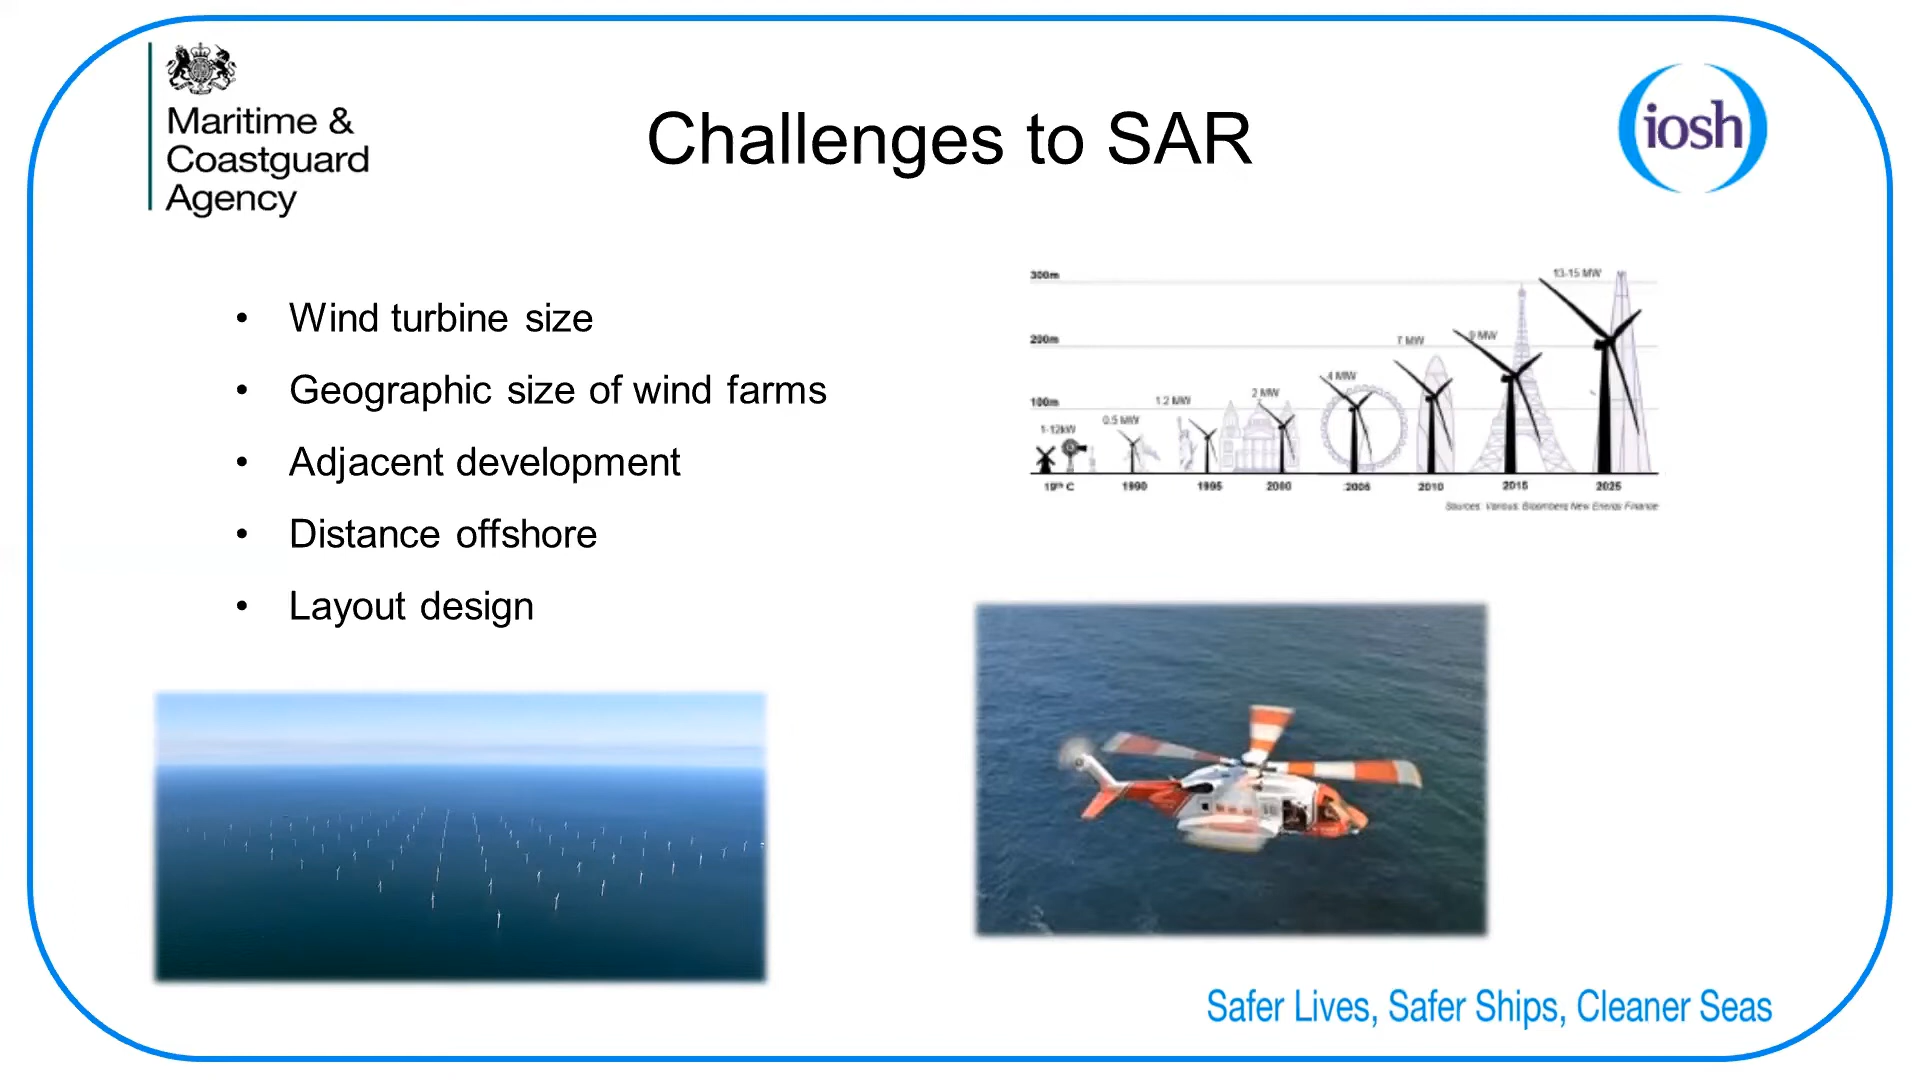 Maritime &
Coastguard
Agency
Challenges to SAR
iosh
• Wind turbine size
• Geographic size of wind farms
• Adjacent development
• Distance offshore
• Layout design
300m
13-15 MW
200m
7 MW
9 MW
100m
1-12kW
0.5 MW
1.2 MW
2 MW
4 MW
19th C
1990
1995
2000
2005
2010
2015
2025
Sources: Various; Bloomberg New Energy Finance
Safer Lives, Safer Ships, Cleaner Seas